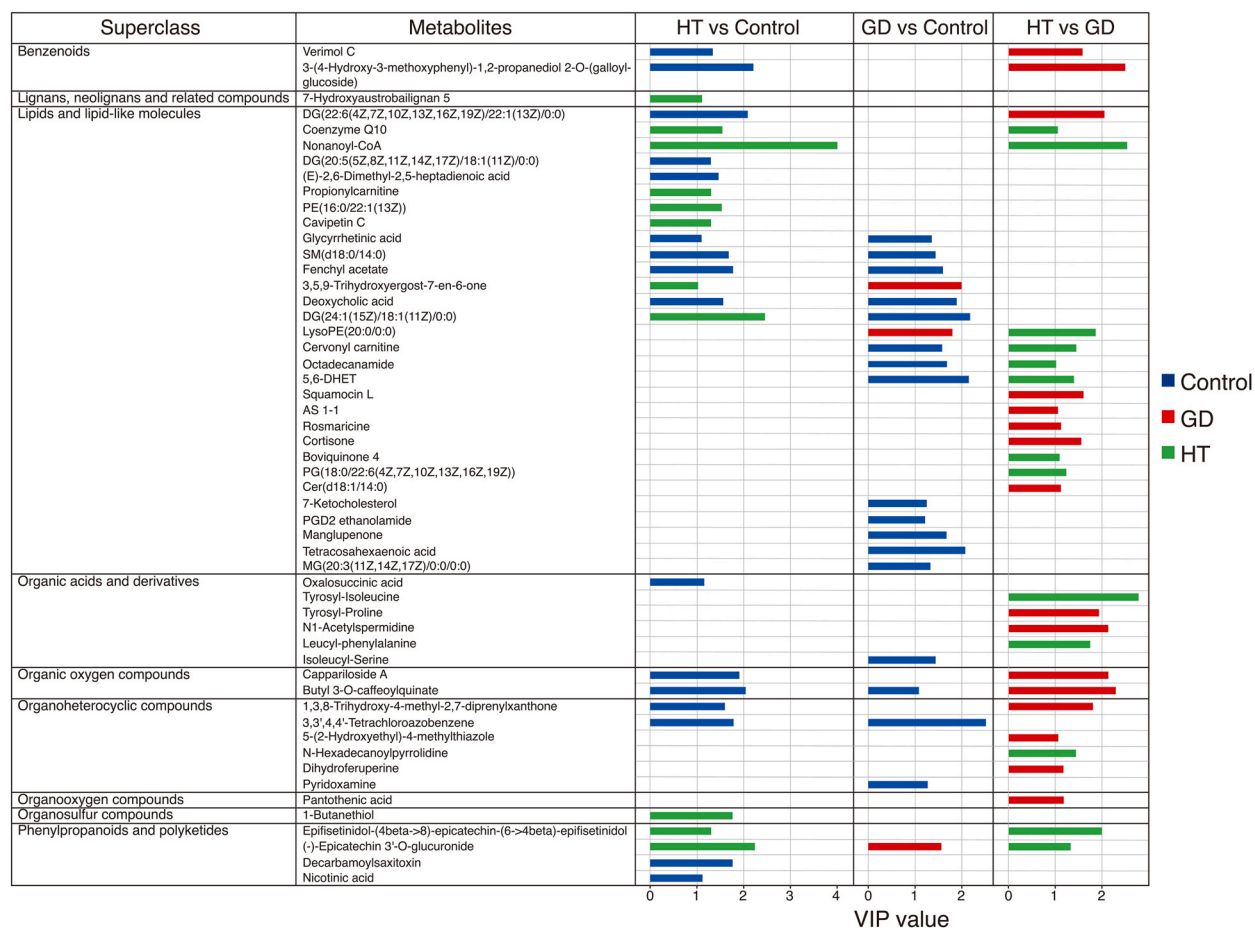 Superclass Metabolites HT vs Control GD vs Control HT vs GD
Benzenoids Verimol C
3-(4-Hydroxy-3-methoxyphenyl)-1,2-propanediol 2-O-(galloyl-
glucoside)
Lignans, neolignans and related compounds 7-Hydroxyaustrobailignan 5
Lipids and lipid-like molecules DG(22:6(4Z,7Z,10Z,13Z,16Z,19Z)/22:1(13Z)/0:0)
Coenzyme Q10
Nonanoyl-CoA
DG(20:5(5Z,8Z,11Z,14Z,17Z)/18:1(11Z)/0:0)
(E)-2,6-Dimethyl-2,5-heptadienoic acid
Propionylcarnitine
PE(16:0/22:1(13Z))
Cavipetin C
Glycyrrhetinic acid
SM(d18:0/14:0)
Fenchyl acetate
3,5,9-Trihydroxyergost-7-en-6-one
Deoxycholic acid
DG(24:1(15Z)/18:1(11Z)/0:0)
LysoPE(20:0/0:0)
Cervonyl carnitine
Octadecanamide
5,6-DHET
Squamocin L
AS 1-1
Rosmaricine
Cortisone
Boviquinone 4
PG(18:0/22:6(4Z,7Z,10Z,13Z,16Z,19Z))
Cer(d18:1/14:0)
7-Ketocholesterol
PGD2 ethanolamide
Manglupenone
Tetracosahexaenoic acid
MG(20:3(11Z,14Z,17Z)/0:0/0:0)
Organic acids and derivatives Oxalosuccinic acid
Tyrosyl-Isoleucine
Tyrosyl-Proline
N1-Acetylspermidine
Leucyl-phenylalanine
Isoleucyl-Serine
Organic oxygen compounds Cappariloside A
Butyl 3-O-caffeoylquinate
Organoheterocyclic compounds 1,3,8-Trihydroxy-4-methyl-2,7-diprenylxanthone
3,3',4,4'-Tetrachloroazobenzene
5-(2-Hydroxyethyl)-4-methylthiazole
N-Hexadecanoylpyrrolidine
Dihydroferuperine
Pyridoxamine
Organooxygen compounds Pantothenic acid
Organosulfur compounds 1-Butanethiol
Phenylpropanoids and polyketides Epifisetinidol-(4beta->8)-epicatechin-(6->4beta)-epifisetinidol
(-)-Epicatechin 3'-O-glucuronide
Decarbamoylsaxitoxin
Nicotinic acid
0 1 2 3 4 0 1 2 0 1 2
VIP value
Control
GD
HT